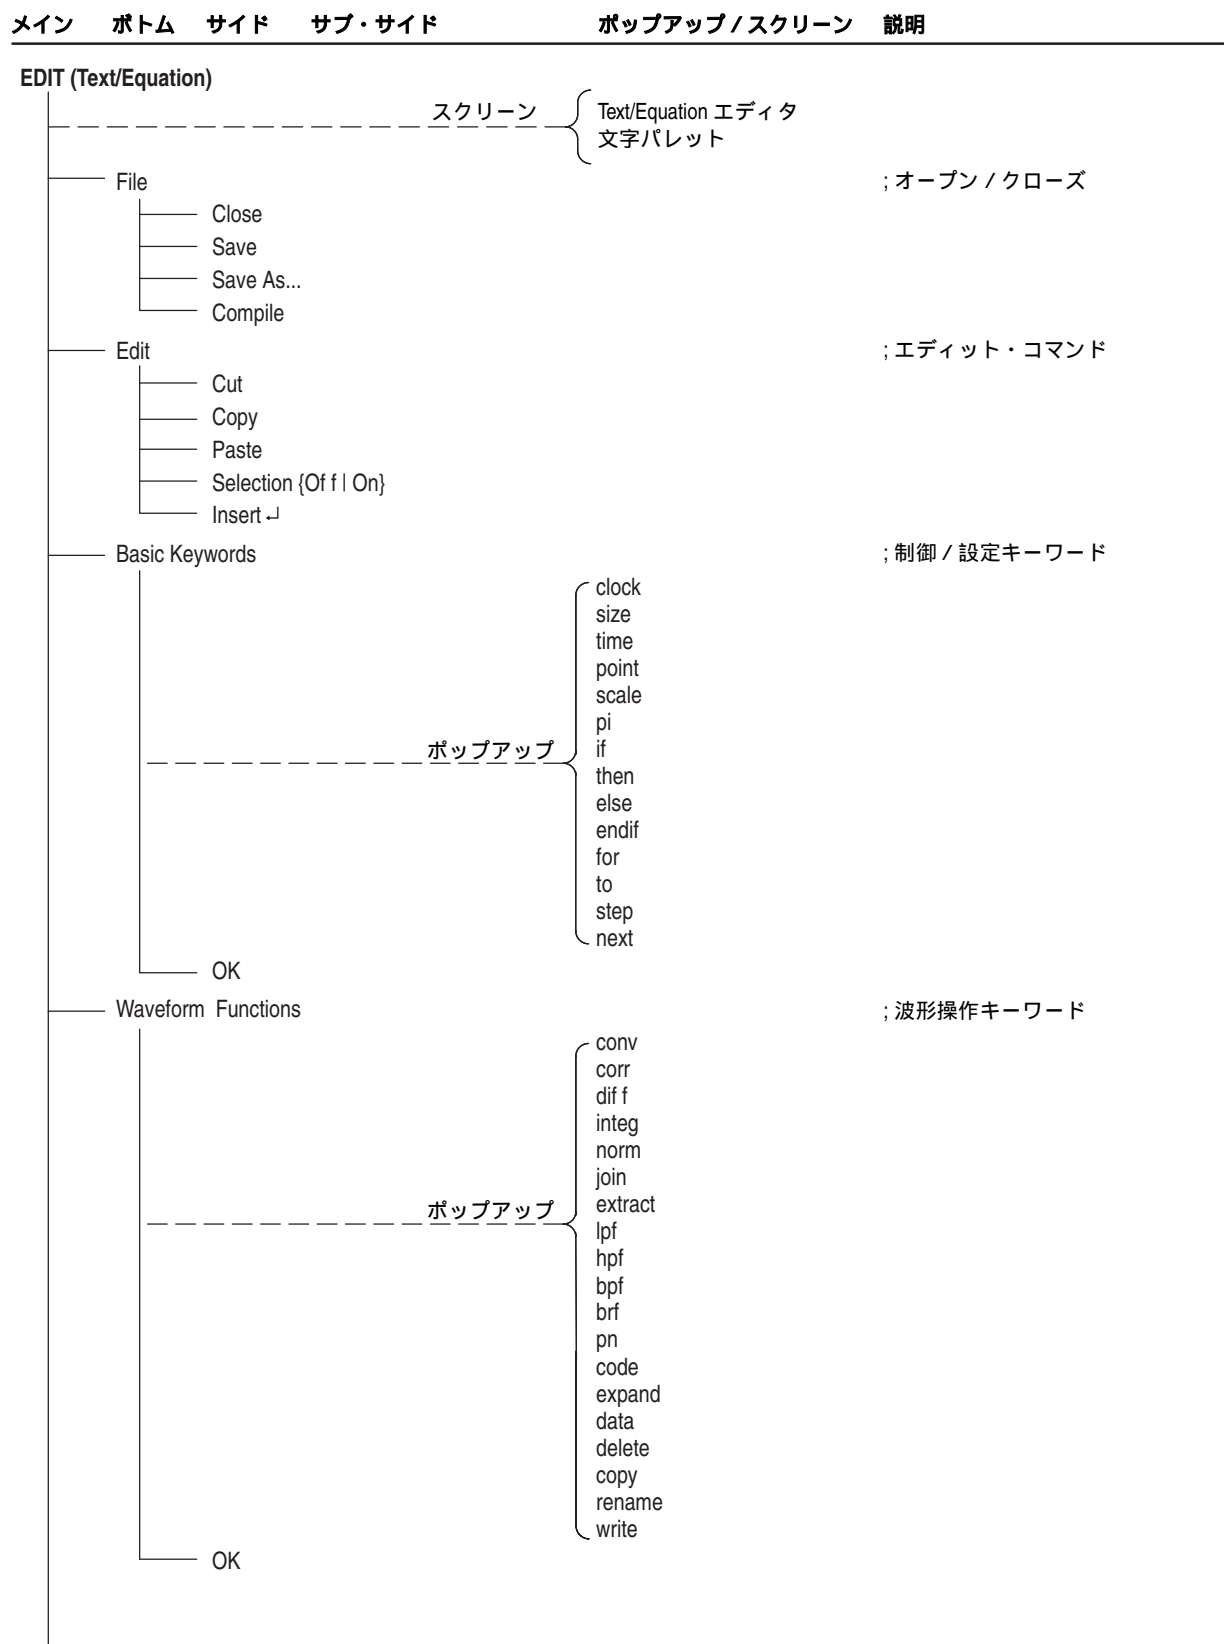 メイン ボトム サイド サブ・サイド ポップアップ / スクリーン 説明
EDIT (Text/Equation)
スクリーン Text/Equation エディタ
文字パレット
File ; オープン / クローズ
Close
Save
Save As...
Compile
Edit ; エディット・コマンド
Cut
Copy
Paste
Selection {Of f | On}
Insert ↵
Basic Keywords ; 制御 / 設定キーワード
clock
size
time
point
scale
pi
ポップアップ if
then
else
endif
for
to
step
next
OK
Waveform Functions ; 波形操作キーワード
conv
corr
dif f
integ
norm
join
ポップアップ extract
lpf
hpf
bpf
brf
pn
code
expand
data
delete
copy
rename
write
OK